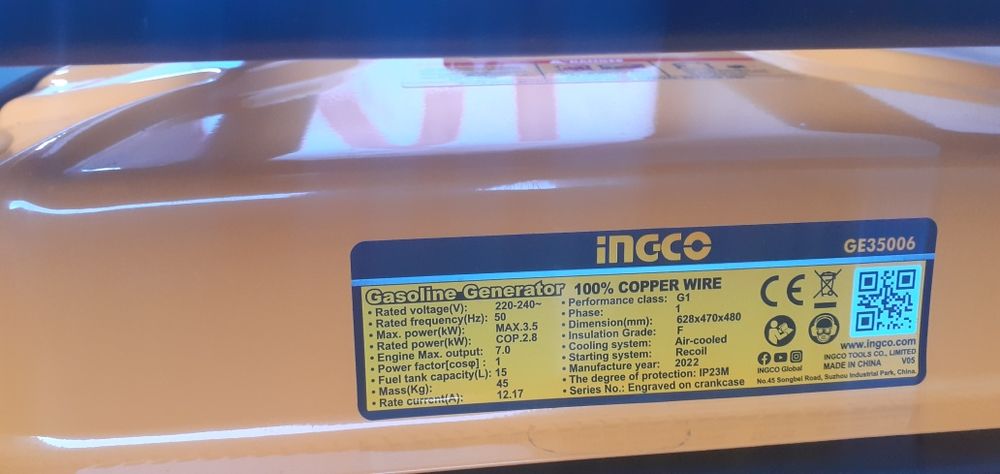 DANGER
INGCO
GE35006
Gasoline Generator 100% COPPER WIRE
• Rated voltage(V): 220-240~
• Rated frequency(Hz): 50
• Max. power(kW): MAX.3.5
• Rated power(kW): COP.2.8
• Engine Max. output: 7.0
• Power factor[cosφ]: 1
• Fuel tank capacity(L): 15
• Mass(Kg): 45
• Rate current(A): 12.17
• Performance class: G1
• Phase: 1
• Dimension(mm): 628x470x480
• Insulation Grade: F
• Cooling system: Air-cooled
• Starting system: Recoil
• Manufacture year: 2022
• The degree of protection: IP23M
• Series No.: Engraved on crankcase
CE
INGCO Global
www.ingco.com
INGCO TOOLS CO., LIMITED
MADE IN CHINA V05
No.45 Songbei Road, Suzhou Industrial Park, China.